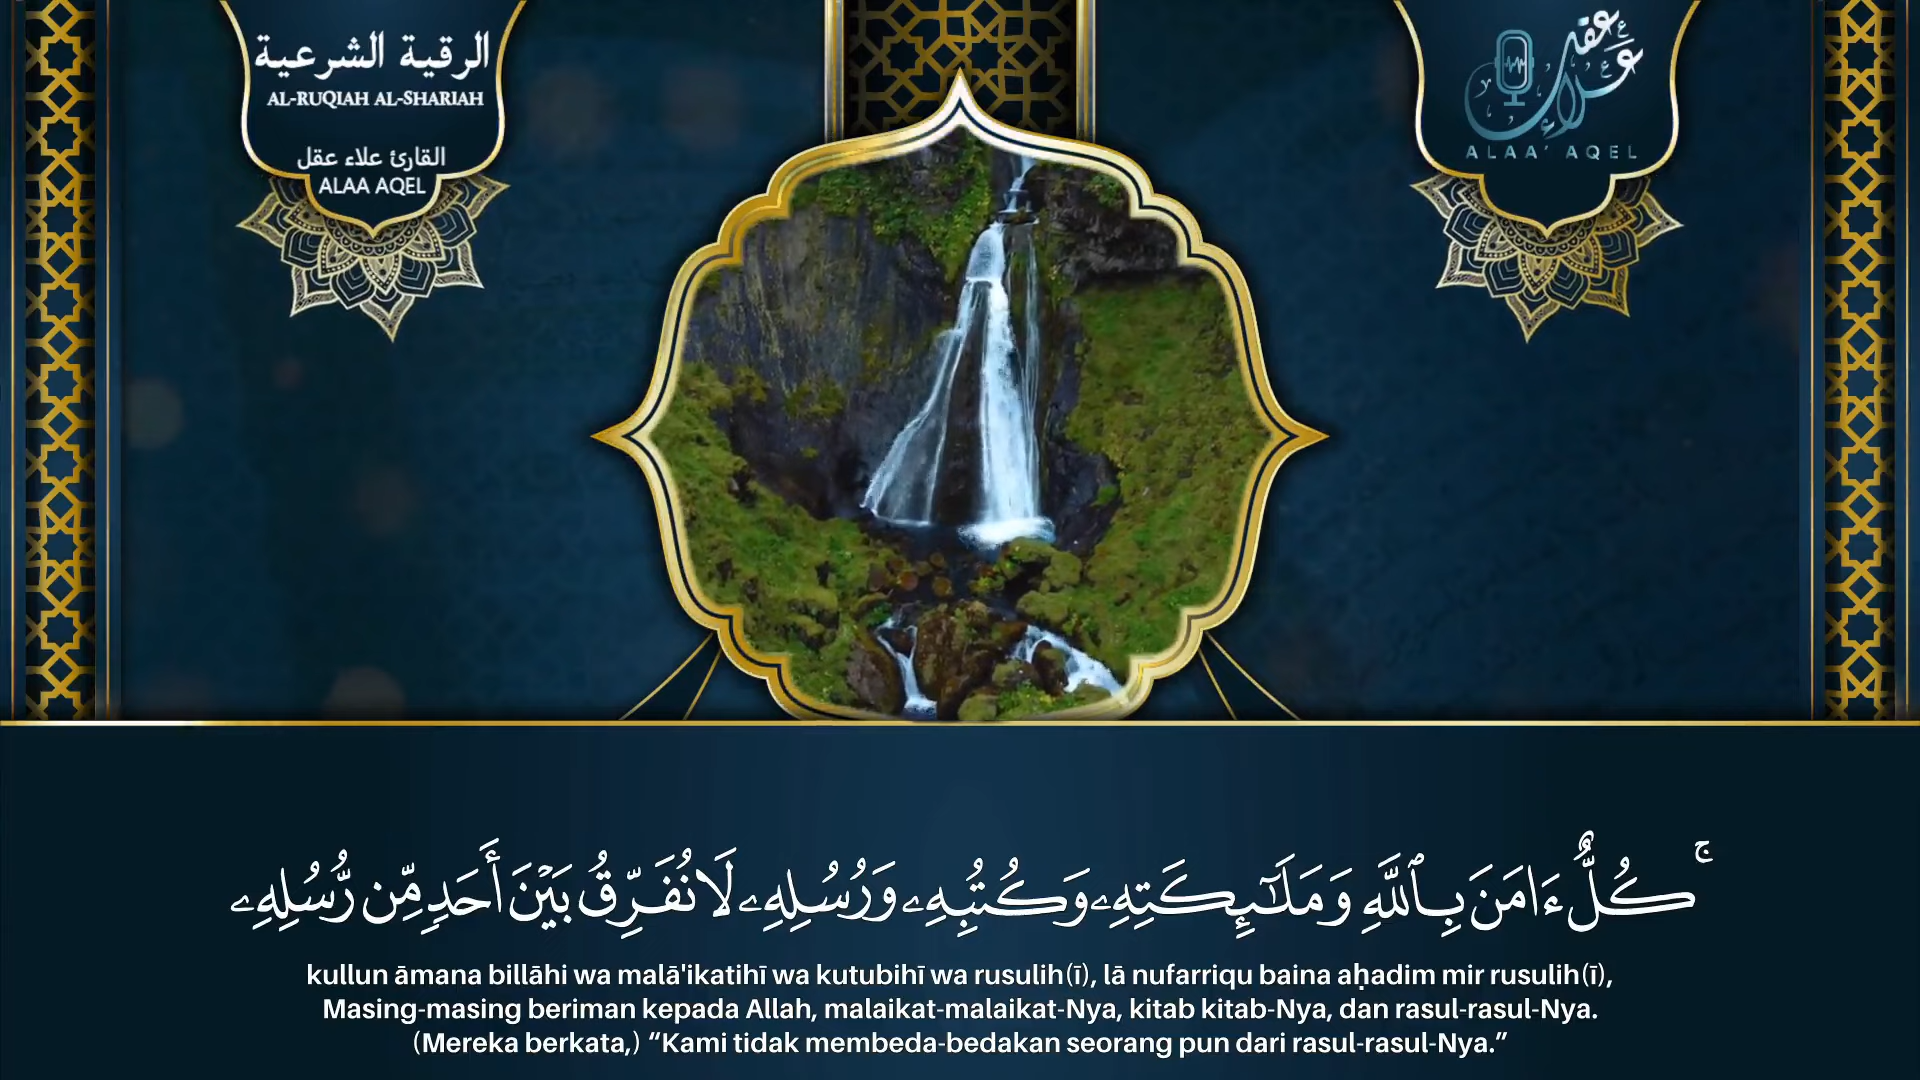 الرقية الشرعية
AL-RUQIAH AL-SHARIAH
القارئ علاء عقل
ALAA AQEL
علاء عقل
ALAA' AQEL
كُلٌّ ءَامَنَ بِٱللَّهِ وَمَلَـٰٓئِكَتِهِۦ وَكُتُبِهِۦ وَرُسُلِهِۦ لَا نُفَرِّقُ بَيْنَ أَحَدٍ مِّن رُّسُلِهِۦ ۚ
kullun āmana billāhi wa malā'ikatihī wa kutubihī wa rusulih(ī), lā nufarriqu baina aḥadim mir rusulih(ī),
Masing-masing beriman kepada Allah, malaikat-malaikat-Nya, kitab kitab-Nya, dan rasul-rasul-Nya.
(Mereka berkata,) “Kami tidak membeda-bedakan seorang pun dari rasul-rasul-Nya.”